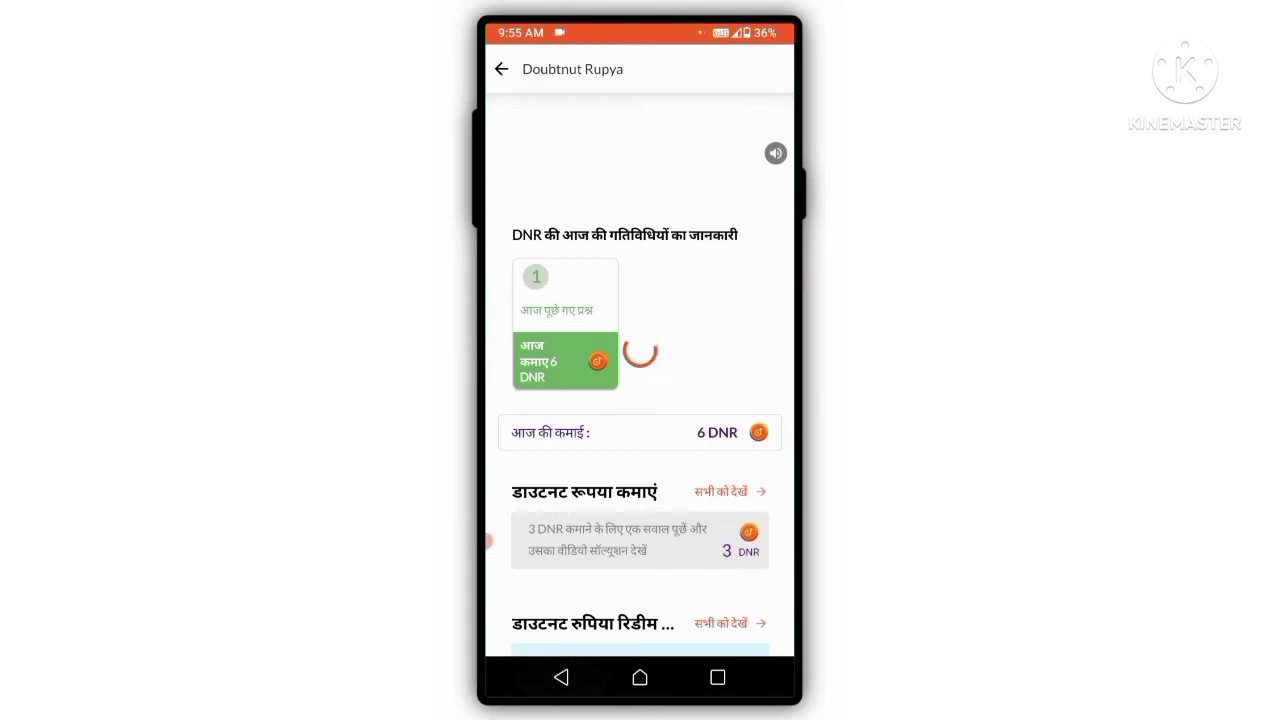 9:55 AM
36%
Doubtnut Rupya
KINEMASTER
DNR की आज की गतिविधियों का जानकारी
1
आज पूछे गए प्रश्न
आज
कमाए 6
DNR
आज की कमाई :
6 DNR
डाउटनट रूपया कमाएं
सभी को देखें
3 DNR कमाने के लिए एक सवाल पूछें और
उसका वीडियो सॉल्यूशन देखें
3 DNR
डाउटनट रुपिया रिडीम ...
सभी को देखें